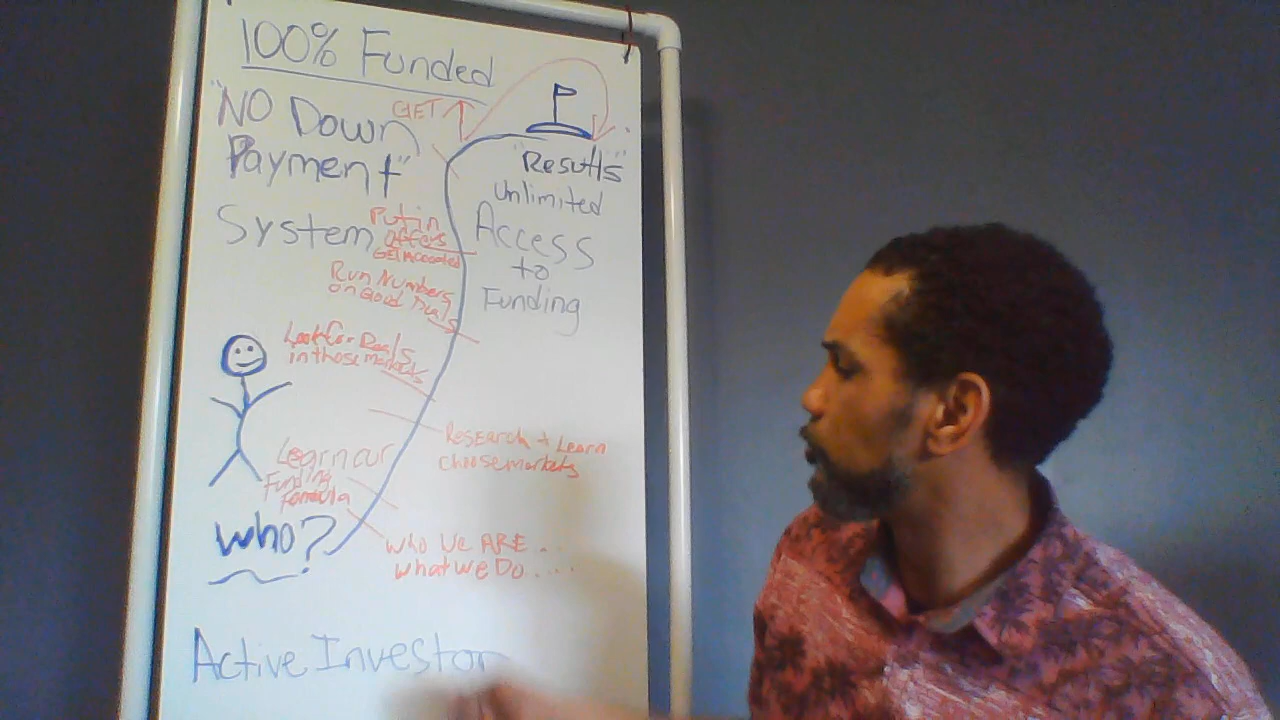 100% Funded
"NO Down
Payment"
System
GET
"Results"
Unlimited
Access
to
Funding
Put in
offers
GET Accepted
Run Numbers
on Good Deals
Look For Deals
in those markets
Research + Learn
choose markets
Learn our
Funding
Formula
Who?
Who We ARE...
what we Do.....
Active Investor